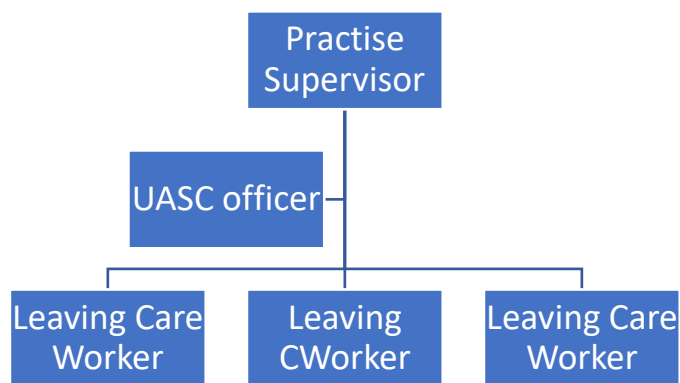 Practise
Supervisor
UASC officer
Leaving Care
Worker
Leaving
CWorker
Leaving Care
Worker